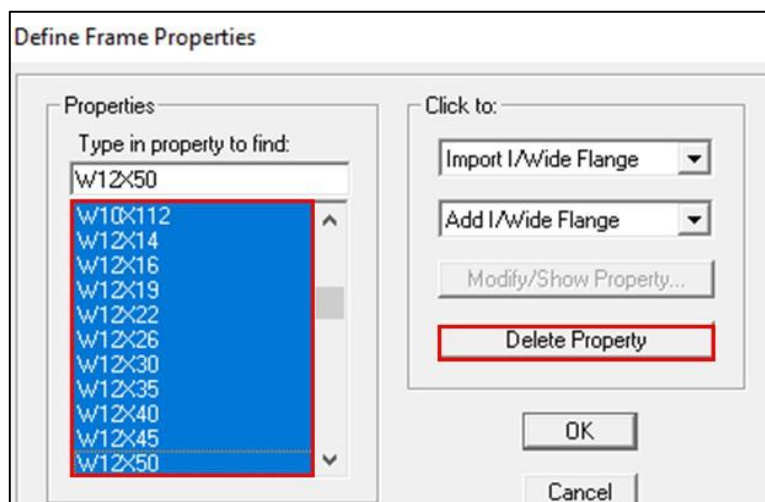 Define Frame Properties
Properties
Type in property to find:
W12X50
W10X112
W12X14
W12X16
W12X19
W12X22
W12X26
W12X30
W12X35
W12X40
W12X45
W12X50
Click to:
Import I/Wide Flange
Add I/Wide Flange
Modify/Show Property...
Delete Property
OK
Cancel